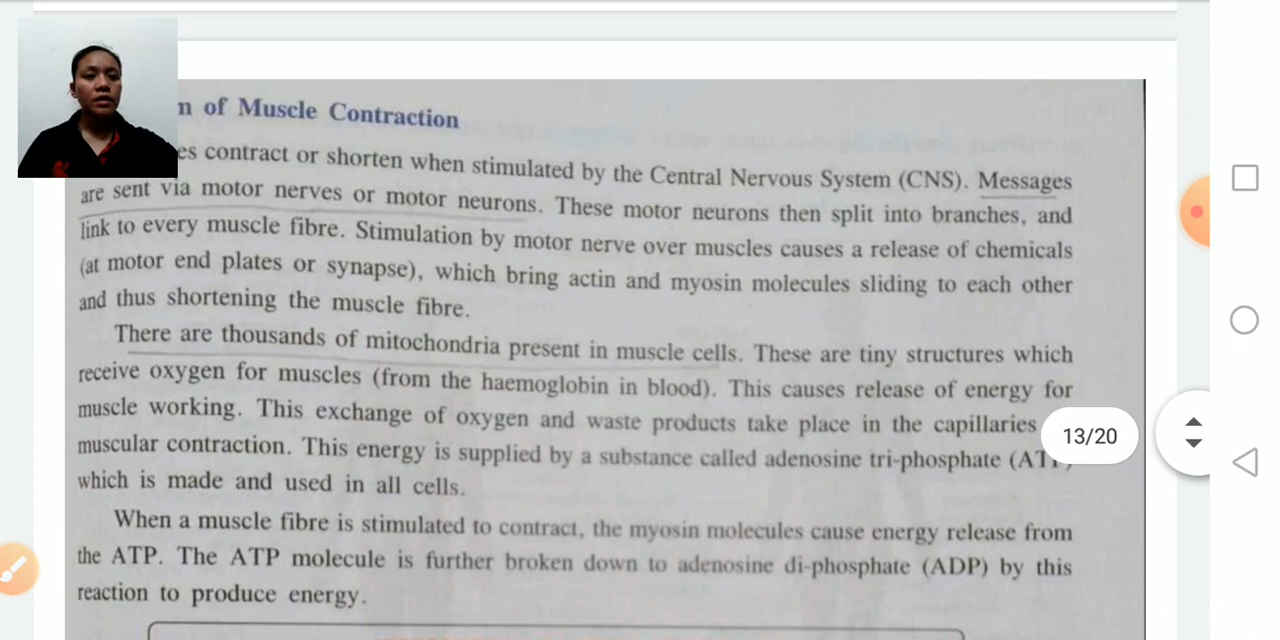 n of Muscle Contraction
es contract or shorten when stimulated by the Central Nervous System (CNS). Messages
are sent via motor nerves or motor neurons. These motor neurons then split into branches, and
link to every muscle fibre. Stimulation by motor nerve over muscles causes a release of chemicals
(at motor end plates or synapse), which bring actin and myosin molecules sliding to each other
and thus shortening the muscle fibre.
There are thousands of mitochondria present in muscle cells. These are tiny structures which
receive oxygen for muscles (from the haemoglobin in blood). This causes release of energy for
muscle working. This exchange of oxygen and waste products take place in the capillaries
muscular contraction. This energy is supplied by a substance called adenosine tri-phosphate
which is made and used in all cells.
When a muscle fibre is stimulated to contract, the myosin molecules cause energy release from
the ATP. The ATP molecule is further broken down to adenosine di-phosphate (ADP) by this
reaction to produce energy.
13/20